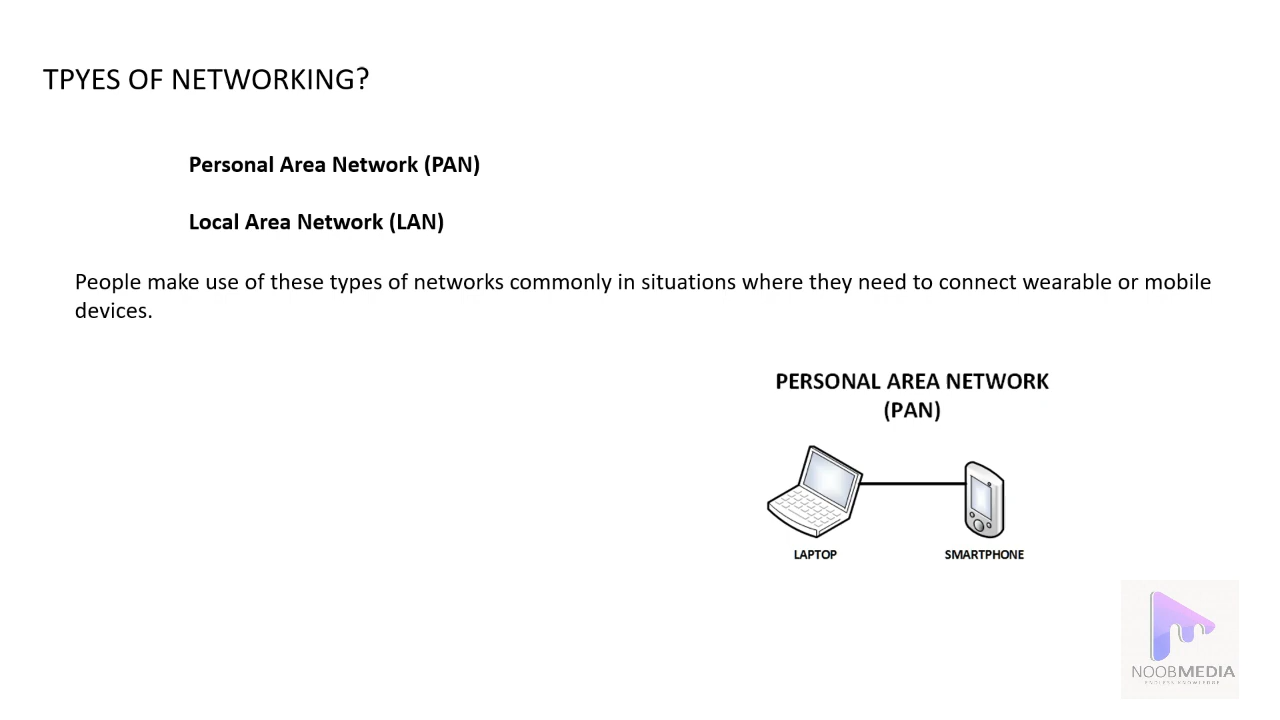 TPYES OF NETWORKING?
Personal Area Network (PAN)
Local Area Network (LAN)
People make use of these types of networks commonly in situations where they need to connect wearable or mobile
devices.
PERSONAL AREA NETWORK
(PAN)
LAPTOP
SMARTPHONE
NOOBMEDIA
ENDLESS KNOWLEDGE